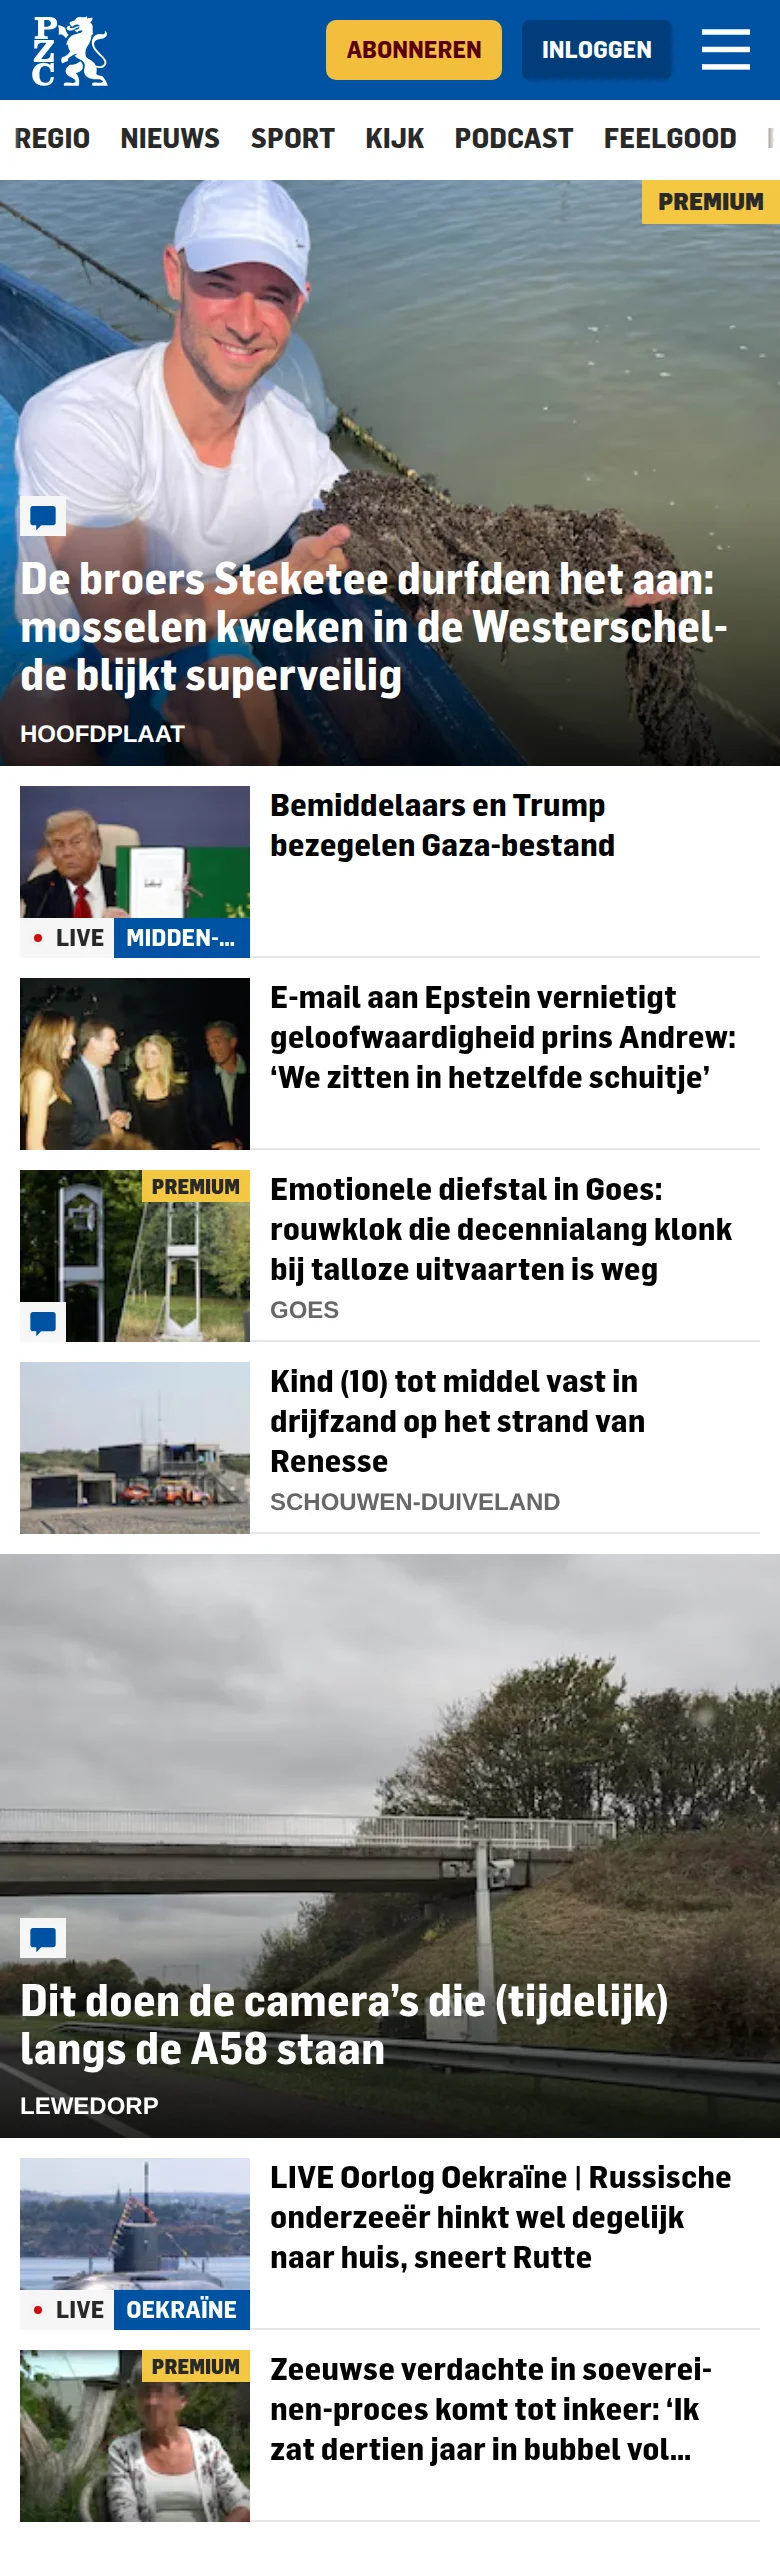 PZC
ABONNEREN
INLOGGEN
REGIO NIEUWS SPORT KIJK PODCAST FEELGOOD
PREMIUM
De broers Steketee durfden het aan:
mosselen kweken in de Westerschel-
de blijkt superveilig
HOOFDPLAAT
Bemiddelaars en Trump
bezegelen Gaza-bestand
LIVE MIDDEN-...
E-mail aan Epstein vernietigt
geloofwaardigheid prins Andrew:
‘We zitten in hetzelfde schuitje’
PREMIUM
Emotionele diefstal in Goes:
rouwklok die decennialang klonk
bij talloze uitvaarten is weg
GOES
Kind (10) tot middel vast in
drijfzand op het strand van
Renesse
SCHOUWEN-DUIVELAND
Dit doen de camera’s die (tijdelijk)
langs de A58 staan
LEWEDORP
LIVE Oorlog Oekraïne | Russische
onderzeeër hinkt wel degelijk
naar huis, sneert Rutte
LIVE OEKRAÏNE
PREMIUM
Zeeuwse verdachte in soeverei-
nen-proces komt tot inkeer: ‘Ik
zat dertien jaar in bubbel vol...